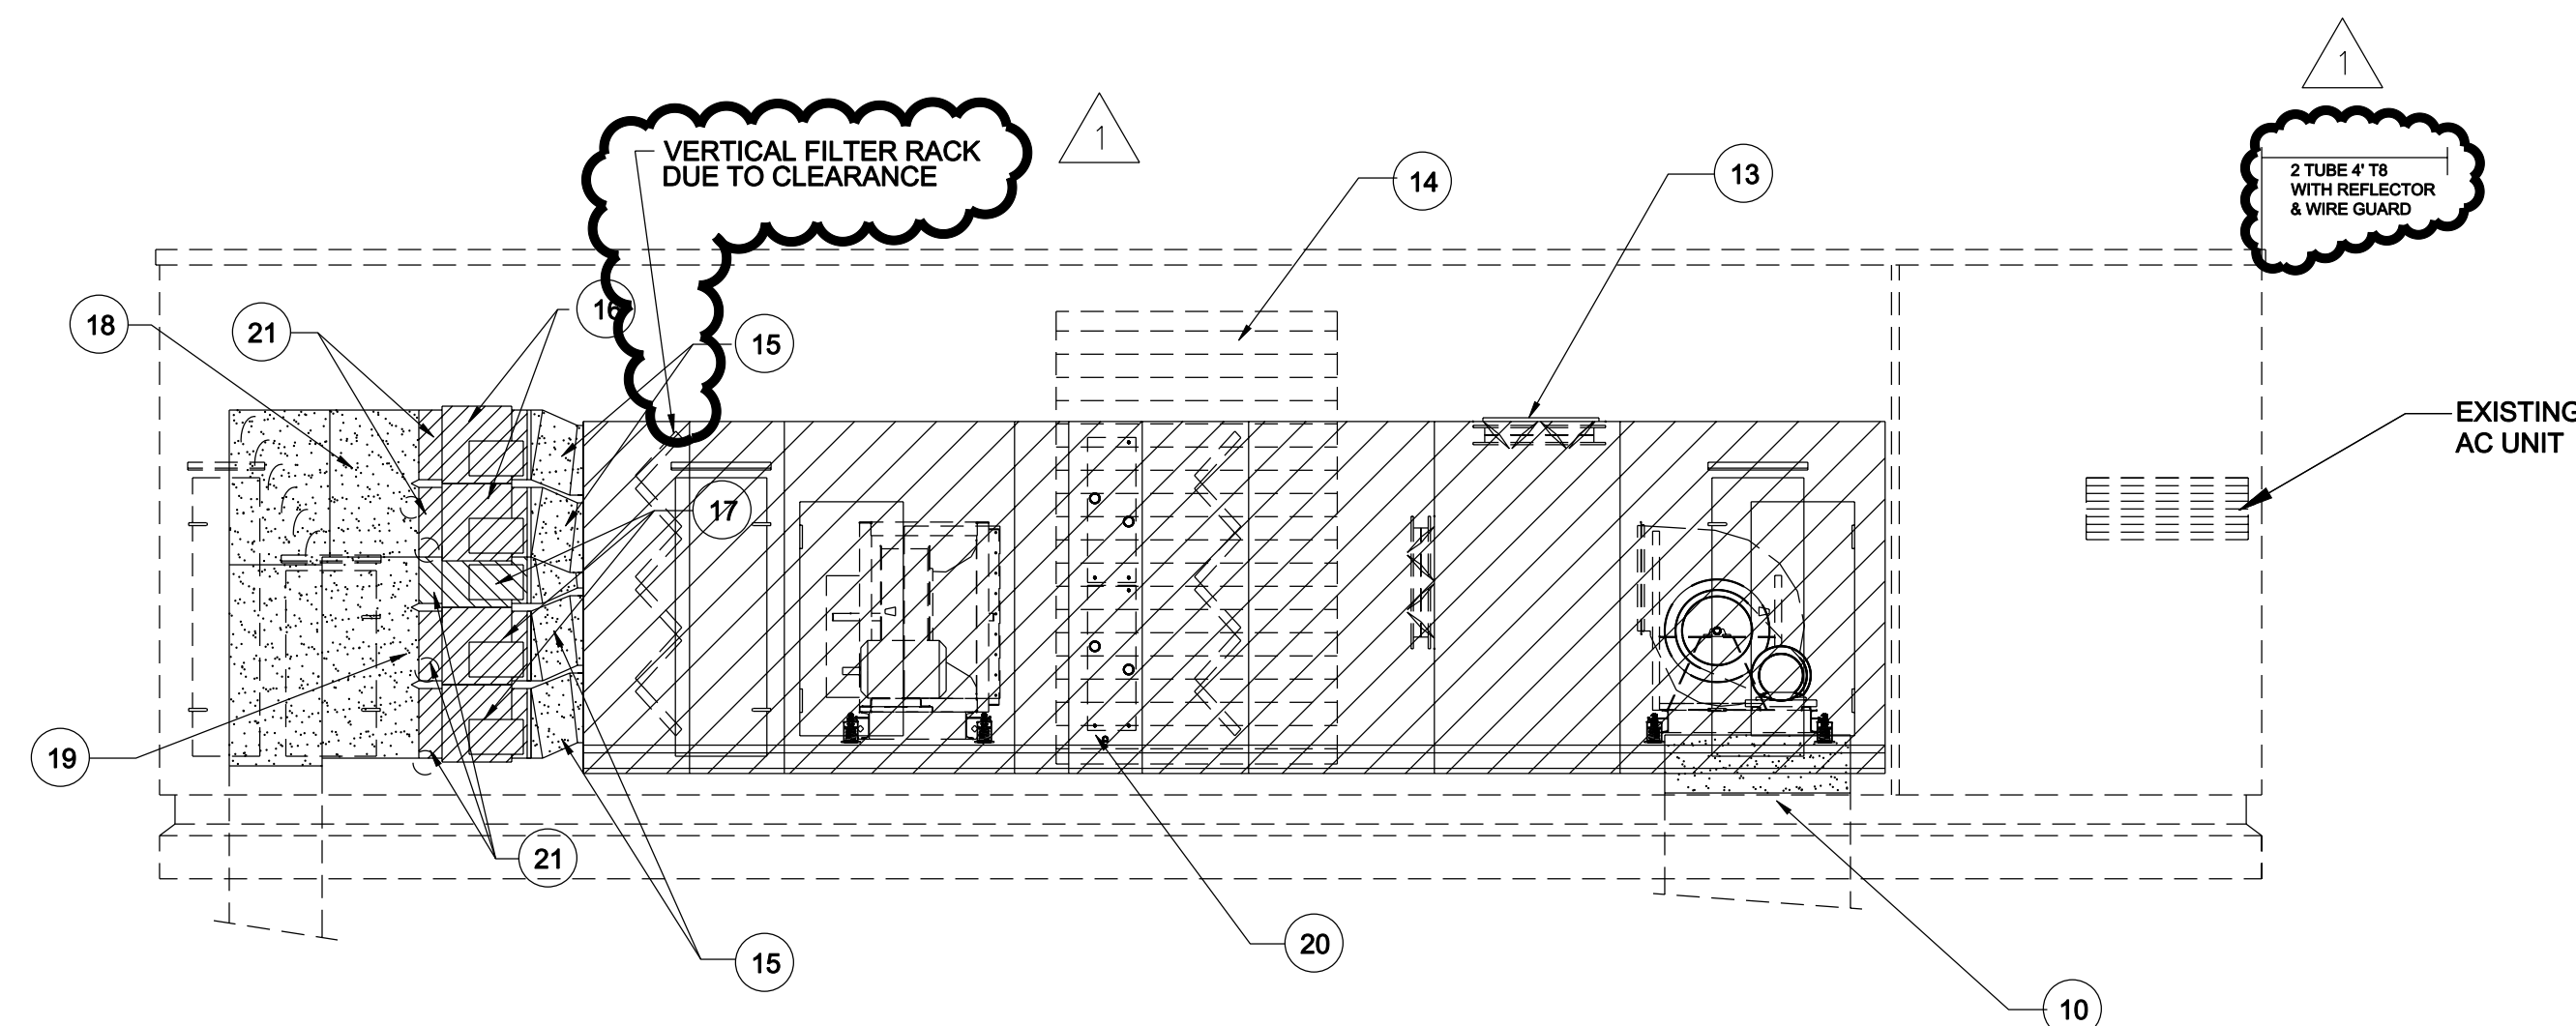 1
1
VERTICAL FILTER RACK
DUE TO CLEARANCE
2 TUBE 4' T8
WITH REFLECTOR
& WIRE GUARD
14
13
18
21
16
15
EXISTING
AC UNIT
17
19
21
20
15
10